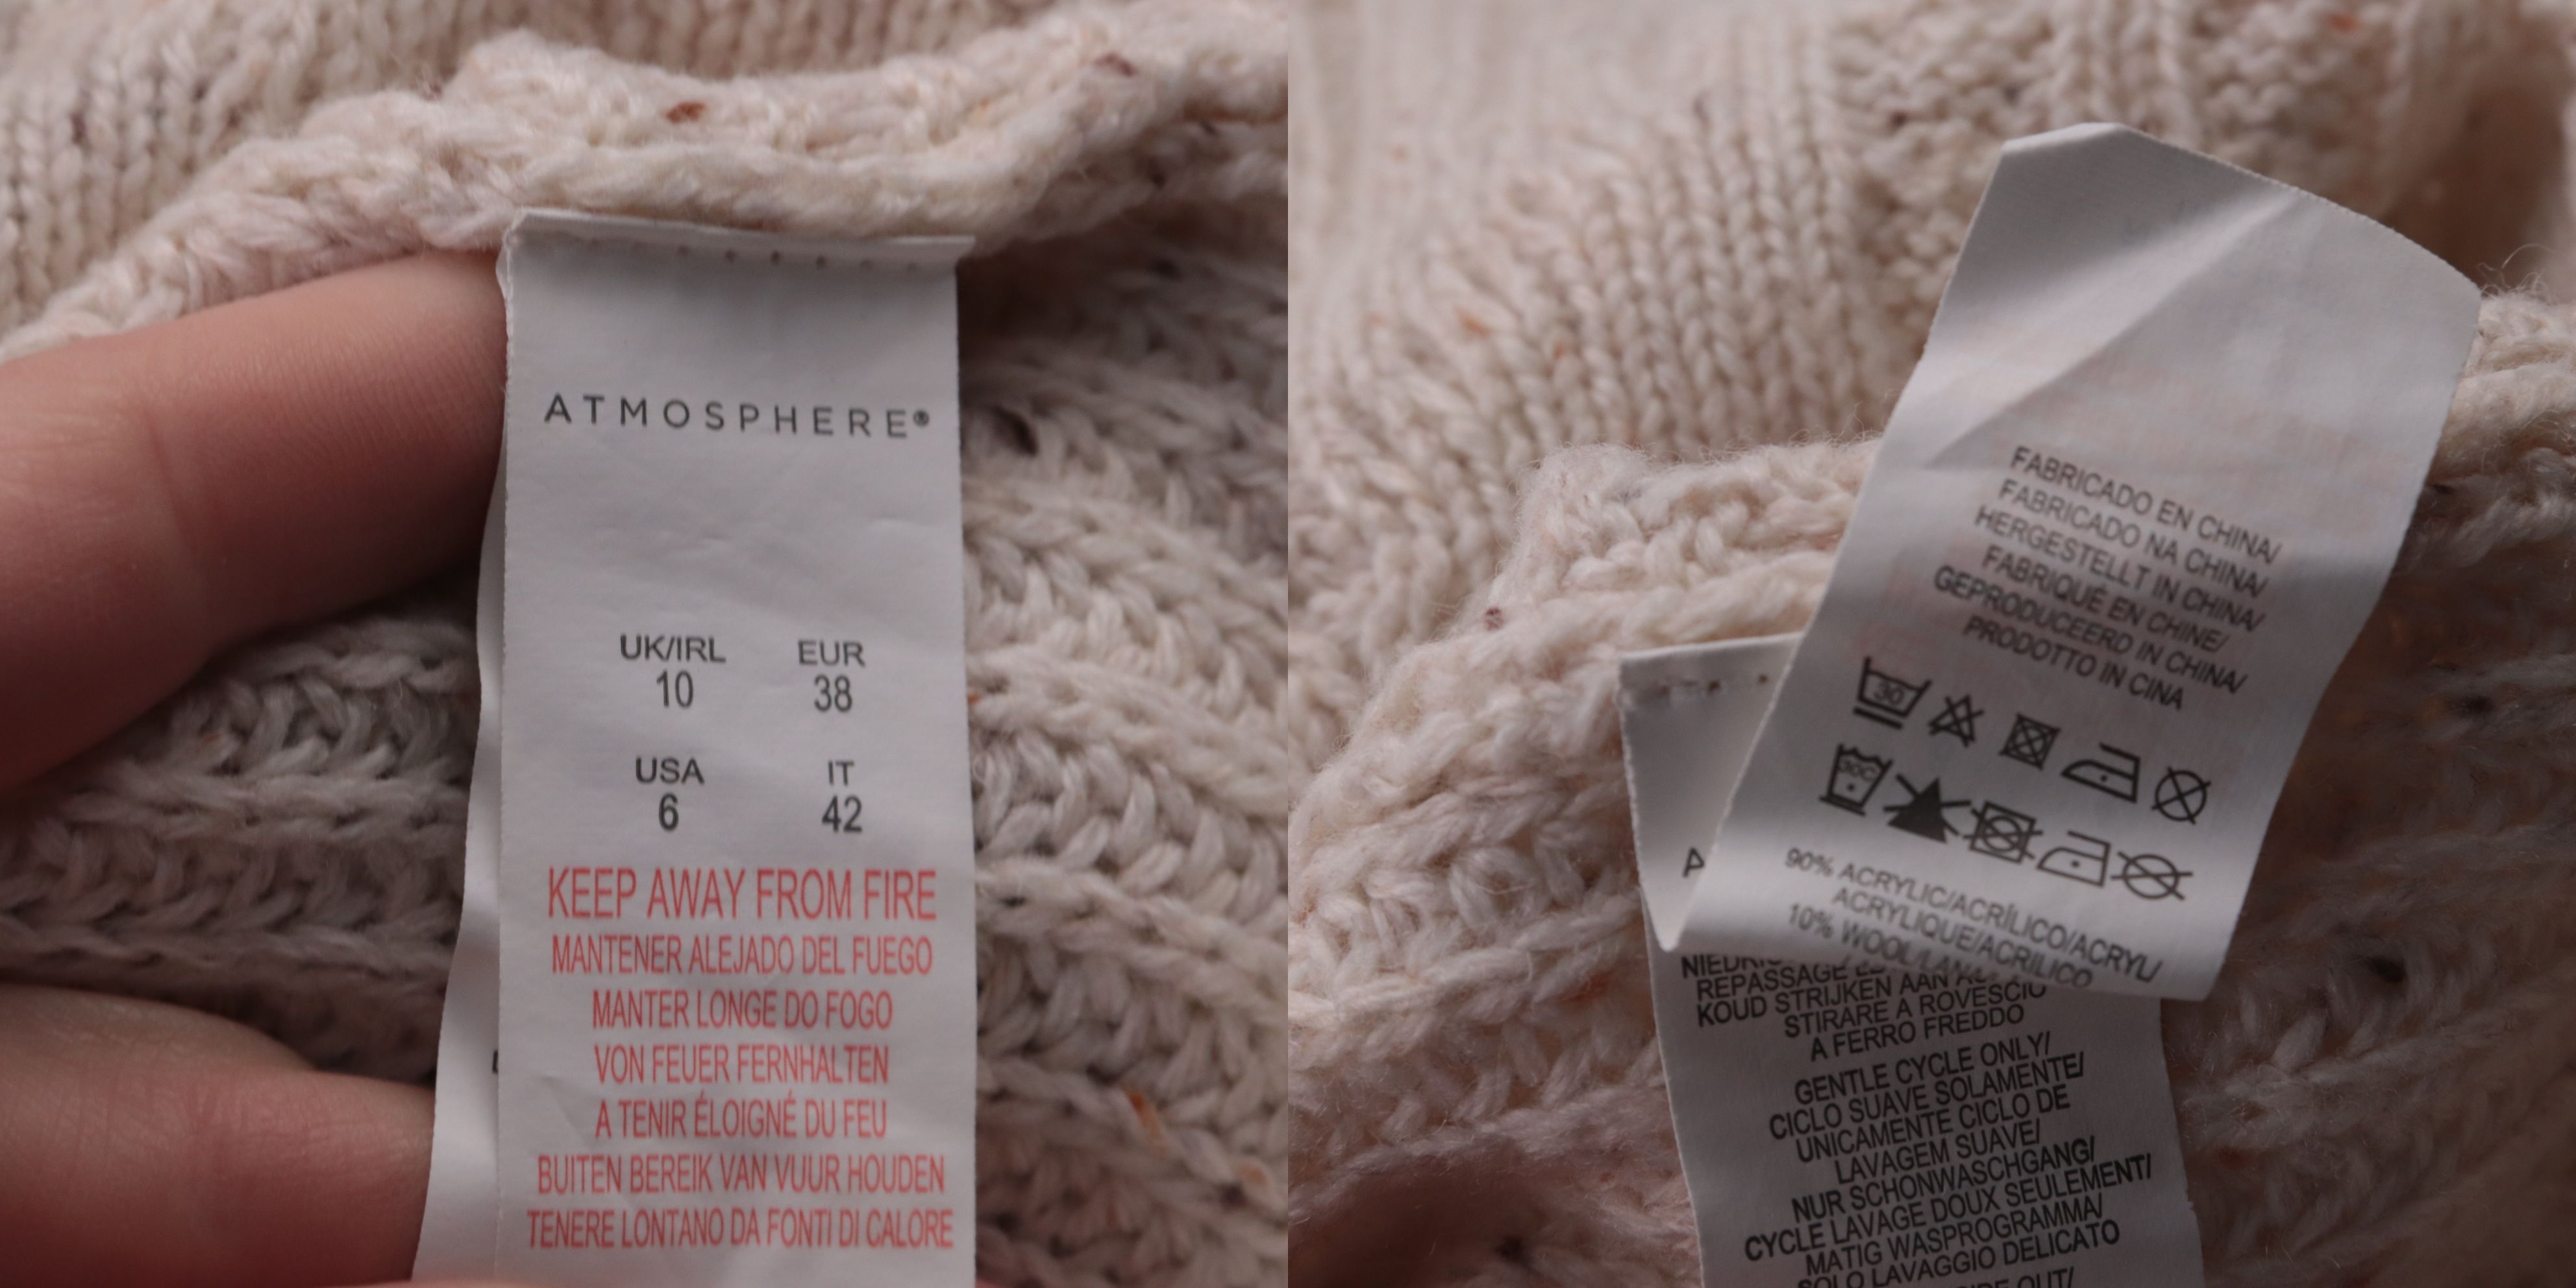 ATMOSPHERE®
UK/IRL EUR
10 38
USA IT
6 42
KEEP AWAY FROM FIRE
MANTENER ALEJADO DEL FUEGO
MANTER LONGE DO FOGO
VON FEUER FERNHALTEN
A TENIR ÉLOIGNÉ DU FEU
BUITEN BEREIK VAN VUUR HOUDEN
TENERE LONTANO DA FONTI DI CALORE
FABRICADO EN CHINA/
FABRICADO NA CHINA/
HERGESTELLT IN CHINA/
FABRIQUÉ EN CHINE/
GEPRODUCEERD IN CHINA/
PRODOTTO IN CINA
30
30C
90% ACRYLIC/ACRÍLICO/ACRYL/
ACRYLIQUE/ACRILICO
10% WOOL/LANA/
A
REPASSAGE
KOUD STRIJKEN AAN
STIRARE A ROVESCIO
A FERRO FREDDO
GENTLE CYCLE ONLY/
CICLO SUAVE SOLAMENTE/
UNICAMENTE CICLO DE
LAVAGEM SUAVE/
NUR SCHONWASCHGANG/
CYCLE LAVAGE DOUX SEULEMENT/
MATIG WASPROGRAMMA/
SOLO LAVAGGIO DELICATO
OUT/